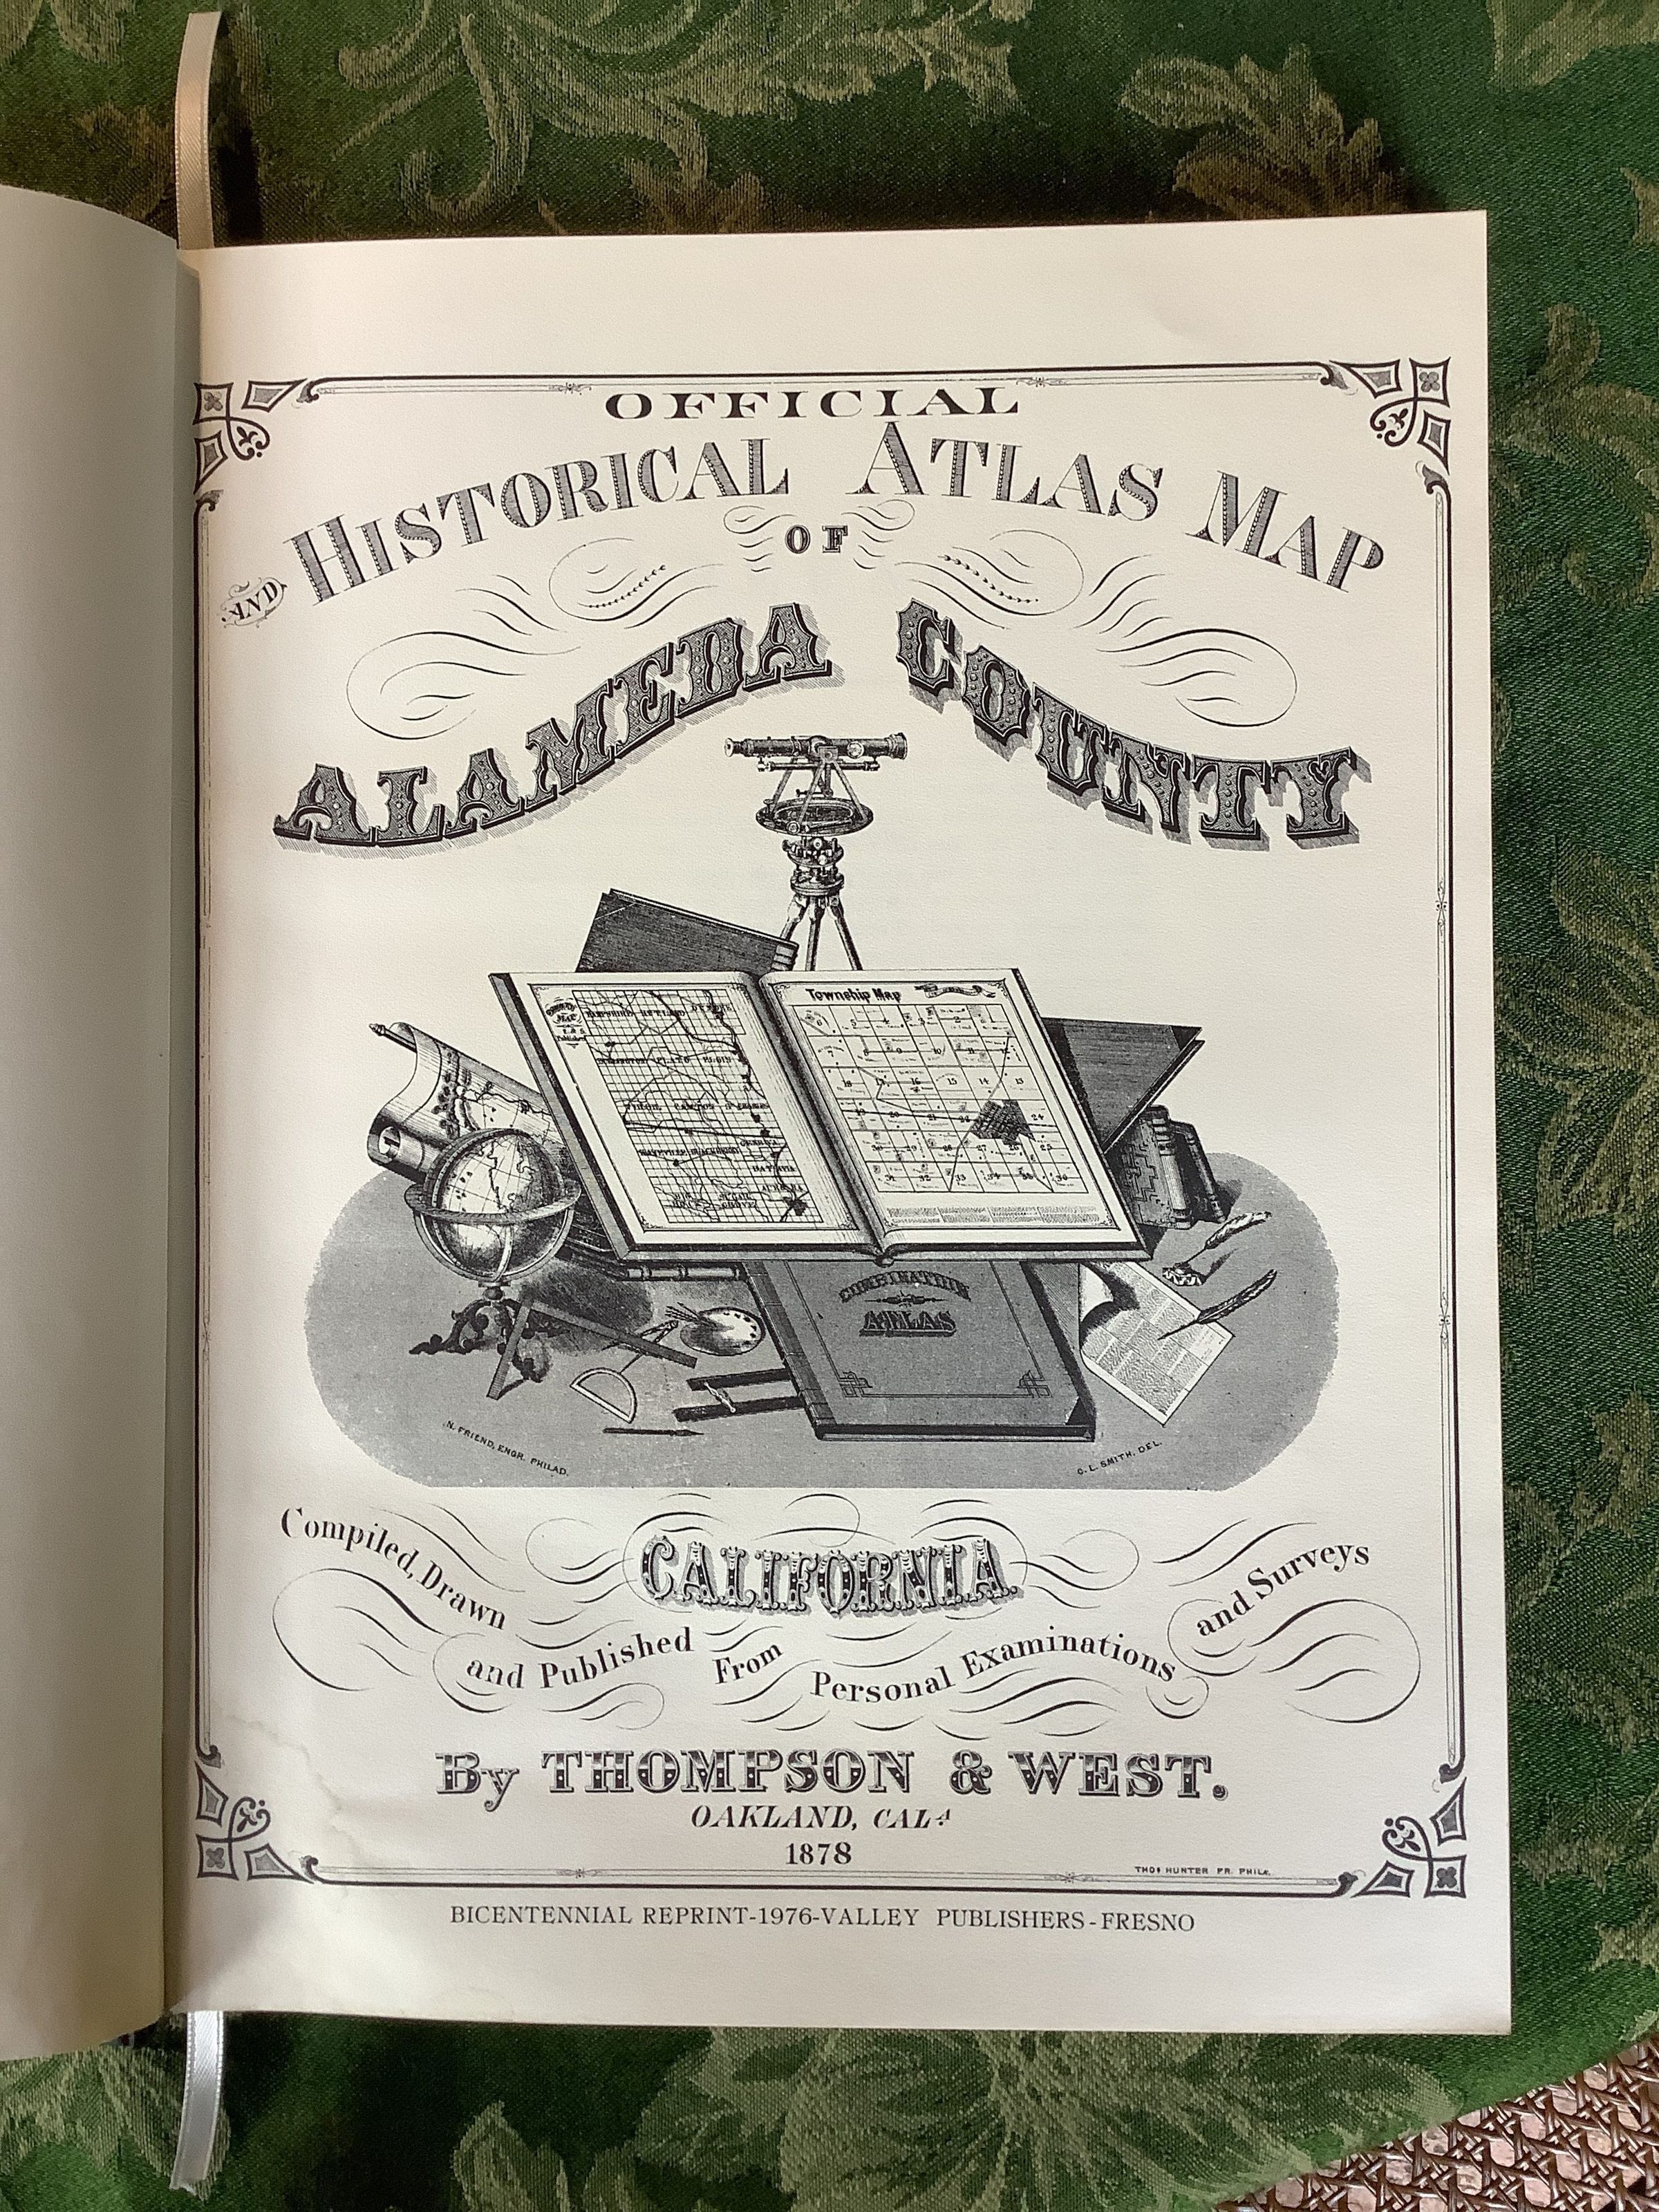 OFFICIAL
AND HISTORICAL ATLAS MAP
OF
ALAMEDA COUNTY
Township Map
COMBINATION
ATLAS
N. FRIEND, ENGR. PHILAD.
C. L. SMITH, DEL.
CALIFORNIA.
Compiled, Drawn and Published From Personal Examinations and Surveys
By THOMPSON & WEST.
OAKLAND, CALA
1878
THOS HUNTER PR. PHILA.
BICENTENNIAL REPRINT-1976-VALLEY PUBLISHERS-FRESNO